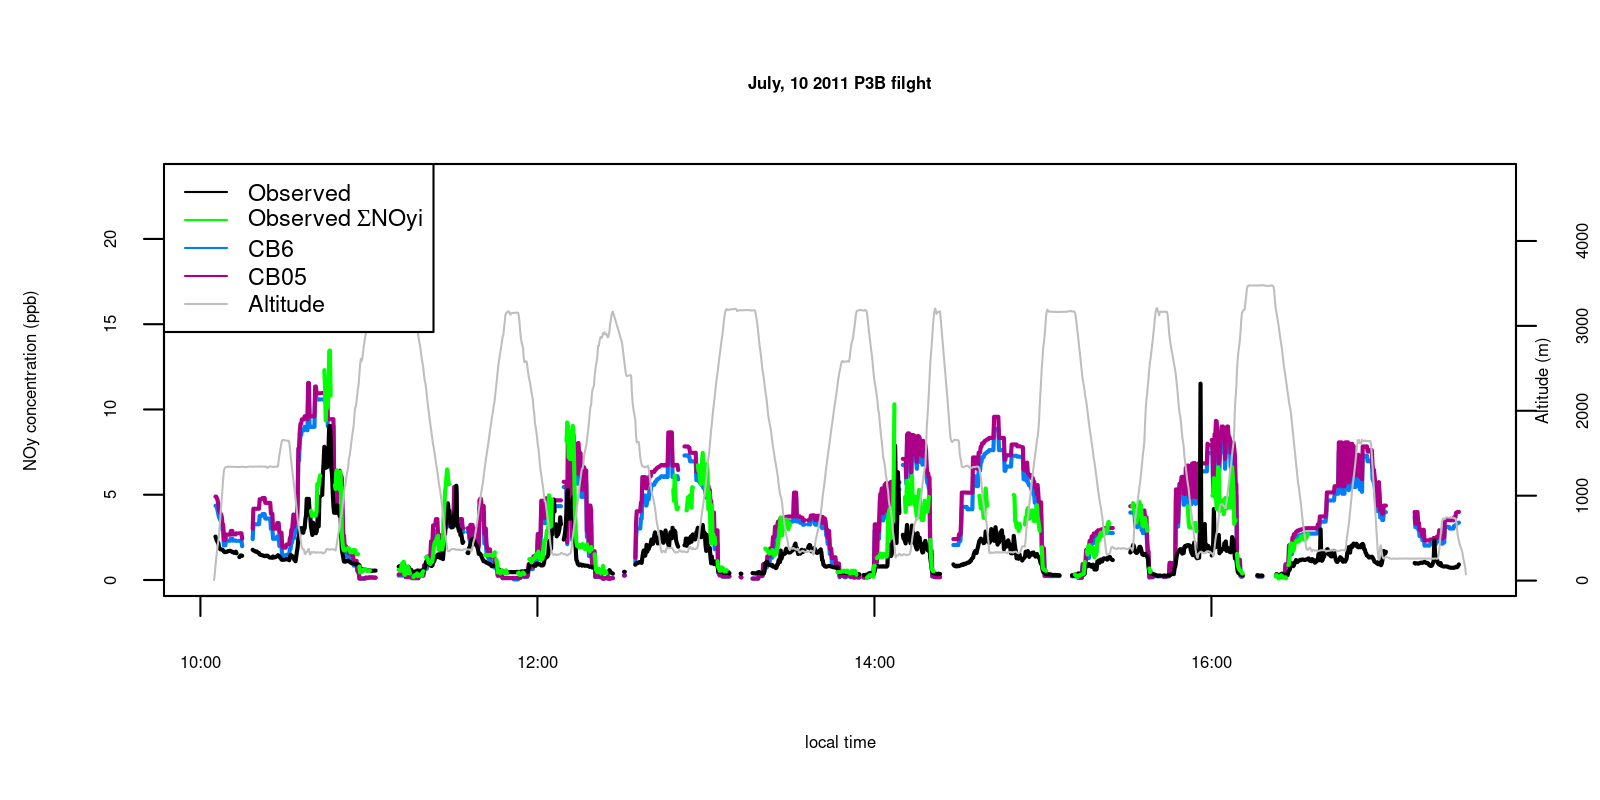 July, 10 2011 P3B filght
Observed
Observed ΣNOyi
CB6
CB05
Altitude
NOy concentration (ppb)
0
5
10
15
20
Altitude (m)
0
1000
2000
3000
4000
10:00
12:00
14:00
16:00
local time